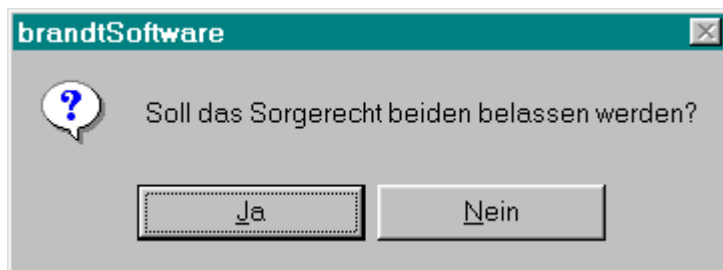 brandtSoftware
?
Soll das Sorgerecht beiden belassen werden?
Ja
Nein